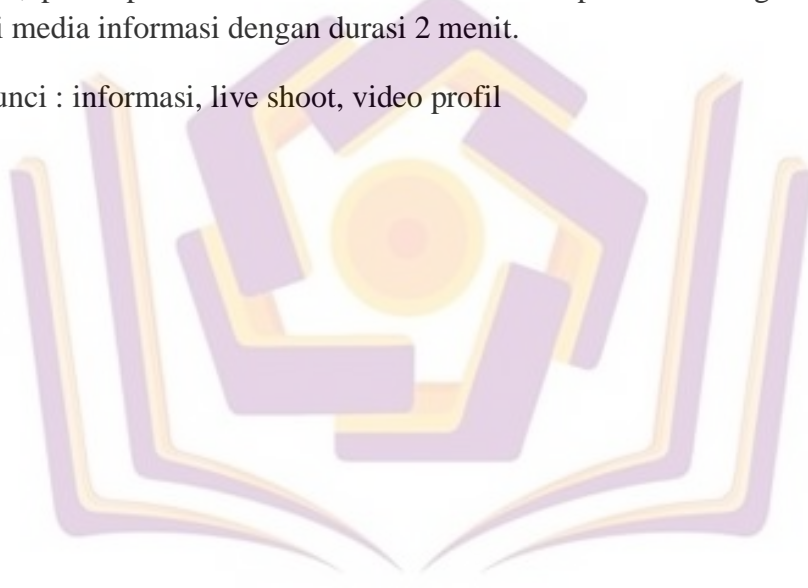 i media informasi dengan durasi 2 menit.
unci : informasi, live shoot, video profil